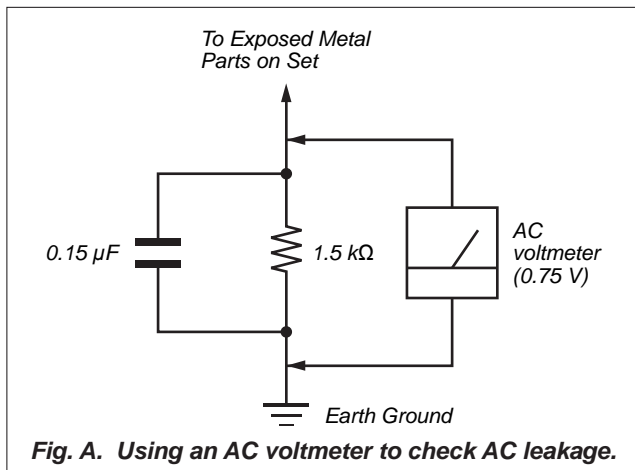 To Exposed Metal
Parts on Set
0.15 µF
1.5 kΩ
AC
voltmeter
(0.75 V)
Earth Ground
Fig. A. Using an AC voltmeter to check AC leakage.